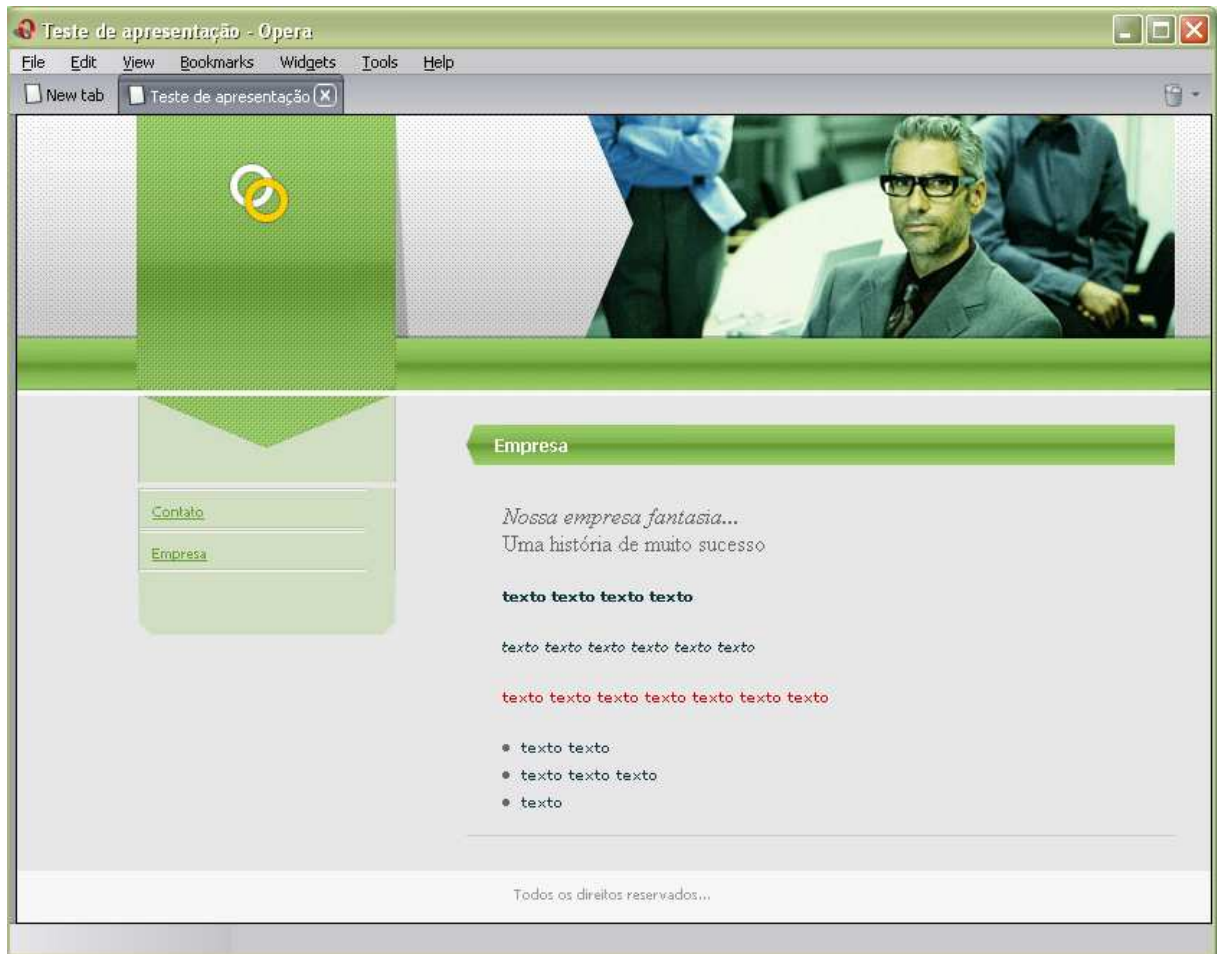 Teste de apresentação - Opera
File Edit View Bookmarks Widgets Tools Help
New tab Teste de apresentação
Contato
Empresa
Empresa
Nossa empresa fantasia...
Uma história de muito sucesso
texto texto texto texto
texto texto texto texto texto texto
texto texto texto texto texto texto texto
texto texto
texto texto texto
texto
Todos os direitos reservados...